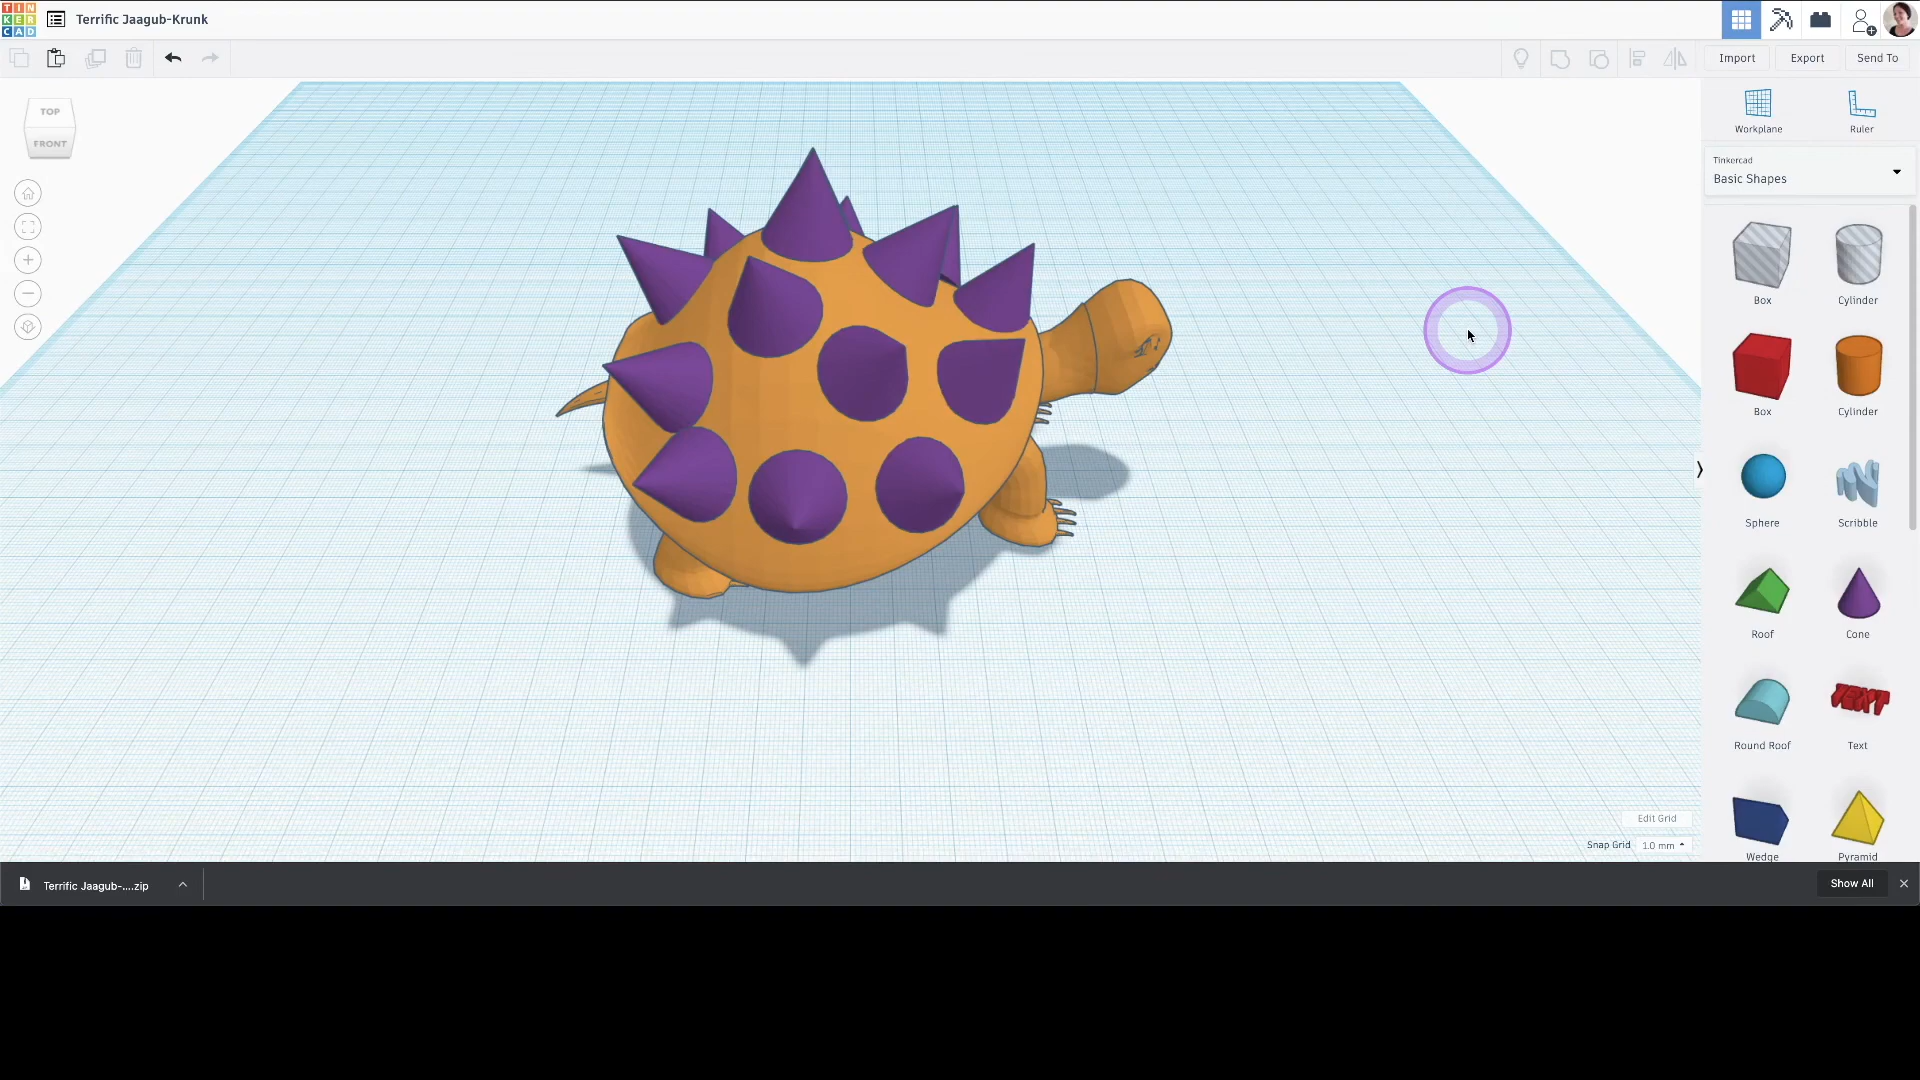 TIN
KER
CAD
Terrific Jaagub-Krunk
Import
Export
Send To
TOP
FRONT
Workplane
Ruler
Tinkercad
Basic Shapes
Box
Cylinder
Box
Cylinder
Sphere
Scribble
Roof
Cone
TEXT
Round Roof
Text
Wedge
Pyramid
Edit Grid
Snap Grid 1.0 mm
Terrific Jaagub-....zip
Show All